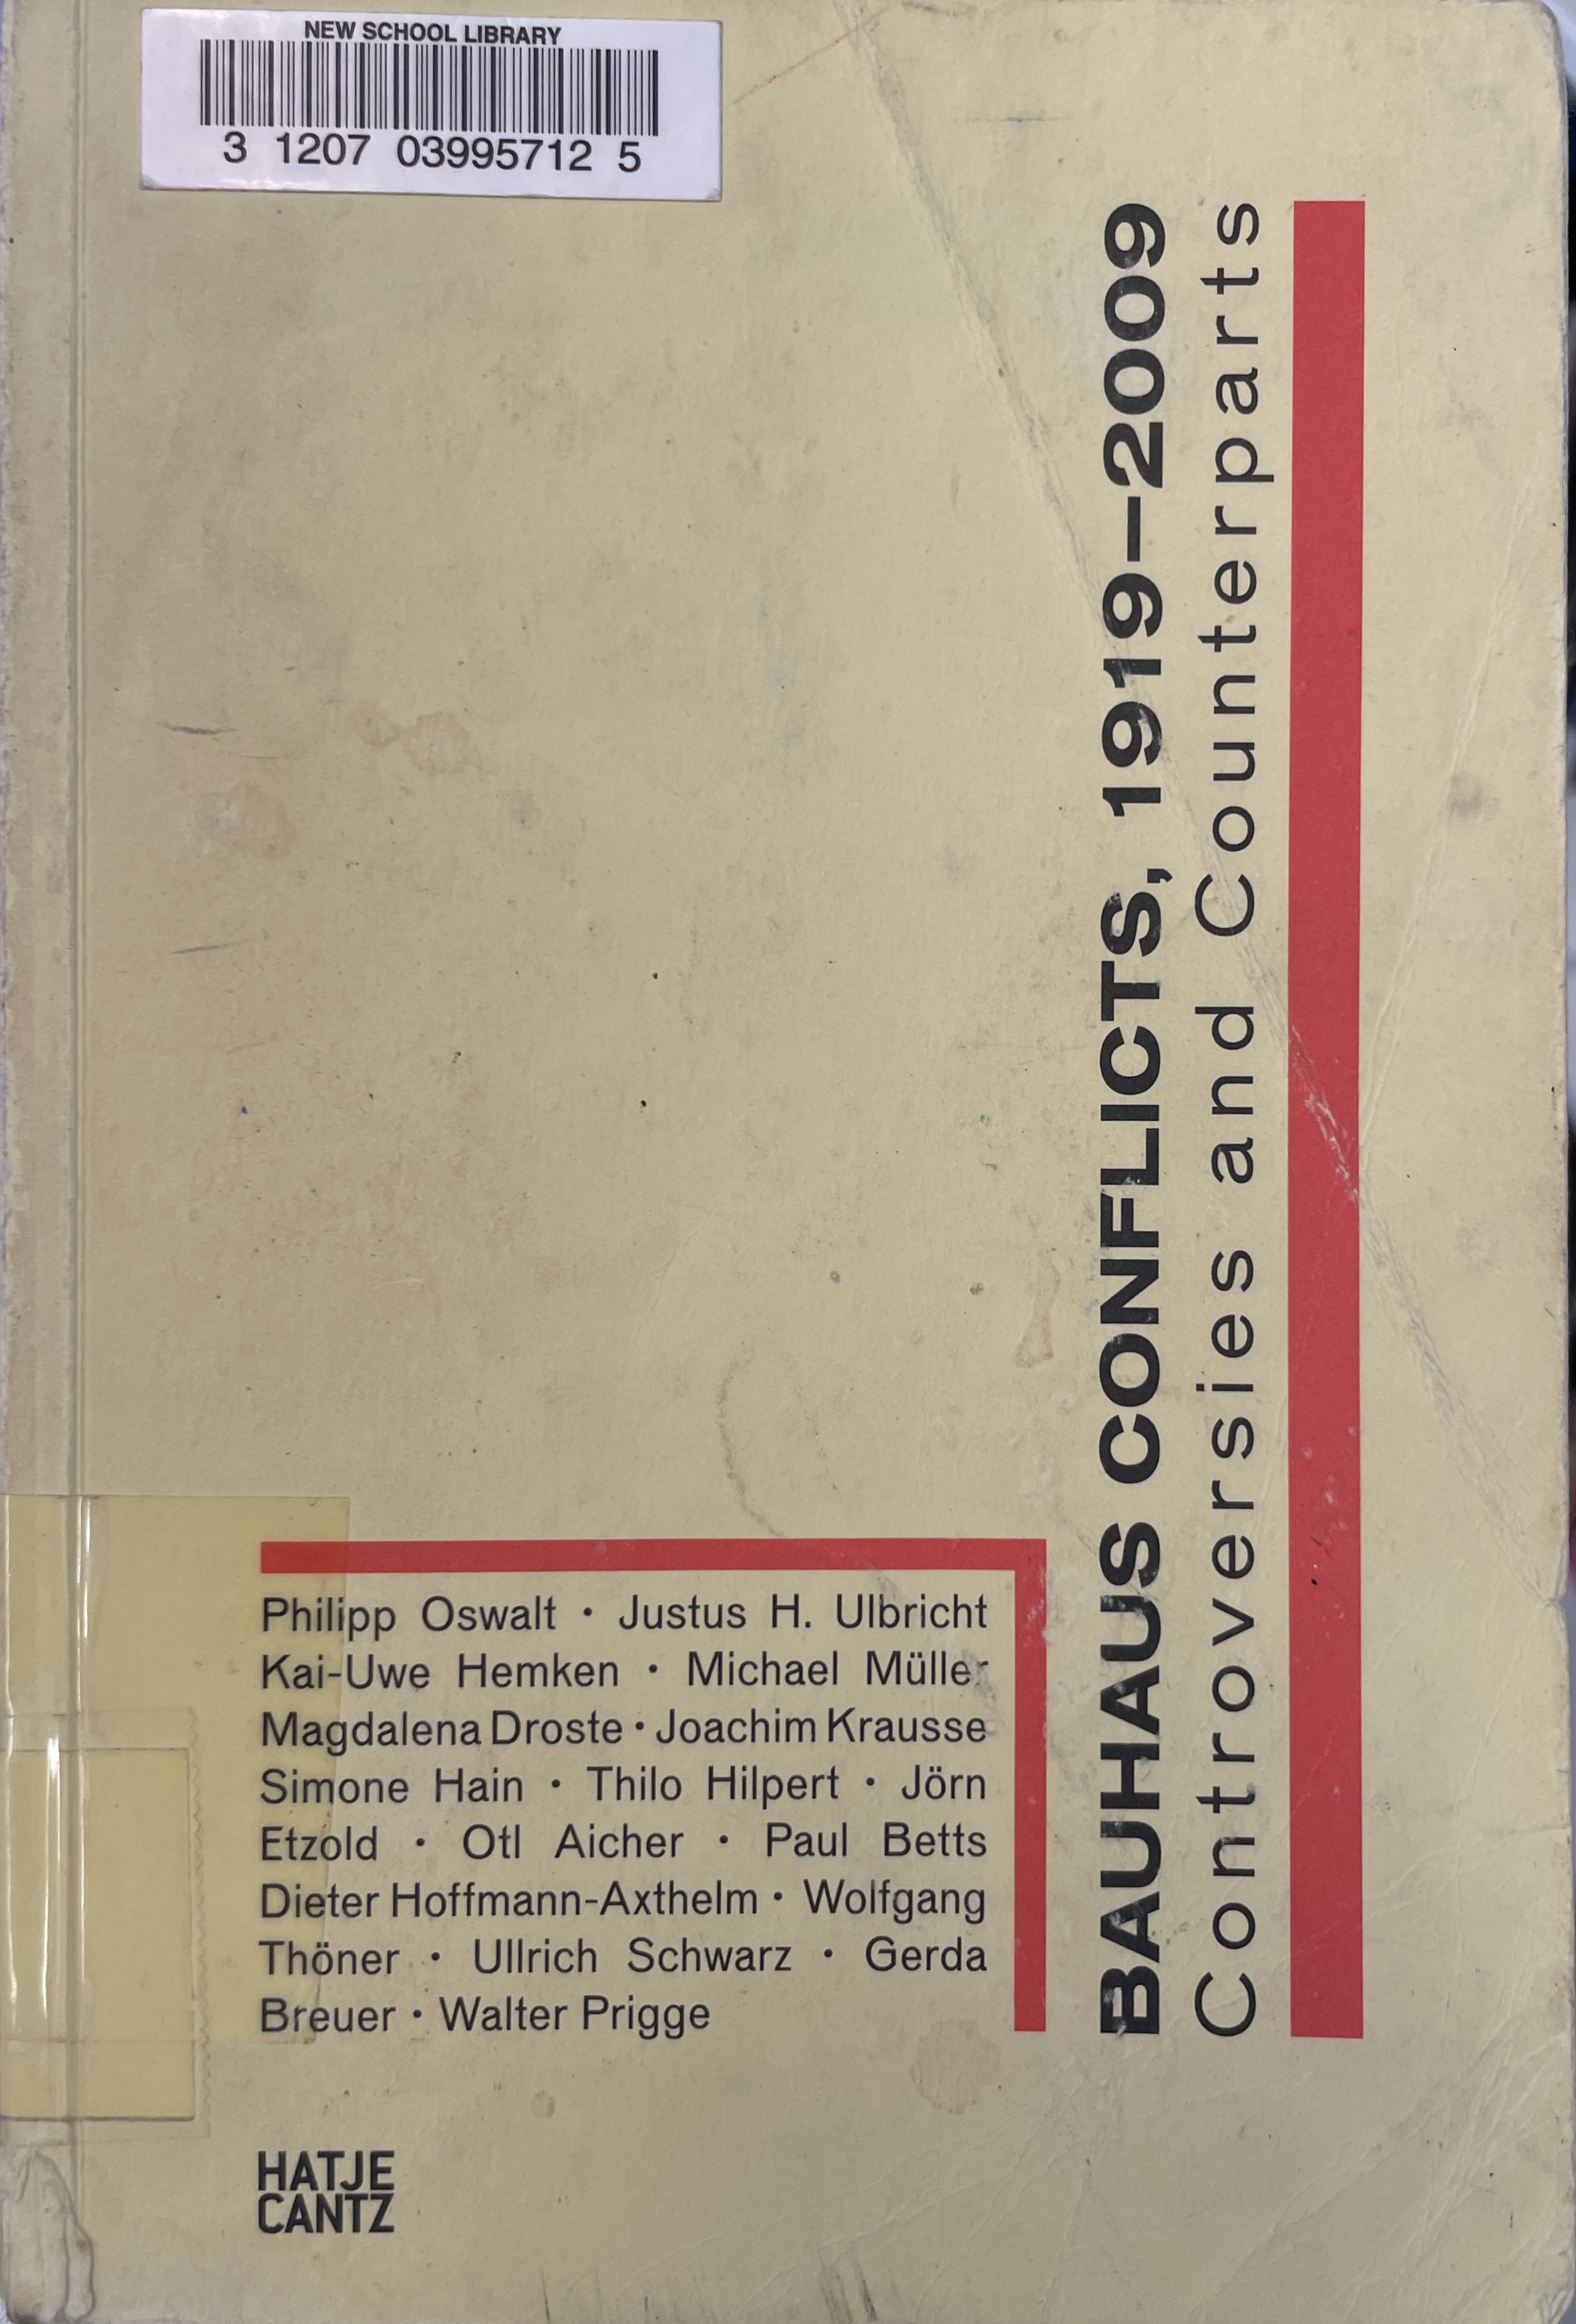 NEW SCHOOL LIBRARY
3 1207 03995712 5
BAUHAUS CONFLICTS, 1919–2009
Controversies and Counterparts
Philipp Oswalt · Justus H. Ulbricht
Kai-Uwe Hemken · Michael Müller
Magdalena Droste · Joachim Krausse
Simone Hain · Thilo Hilpert · Jörn
Etzold · Otl Aicher · Paul Betts
Dieter Hoffmann-Axthelm · Wolfgang
Thöner · Ullrich Schwarz · Gerda
Breuer · Walter Prigge
HATJE
CANTZ